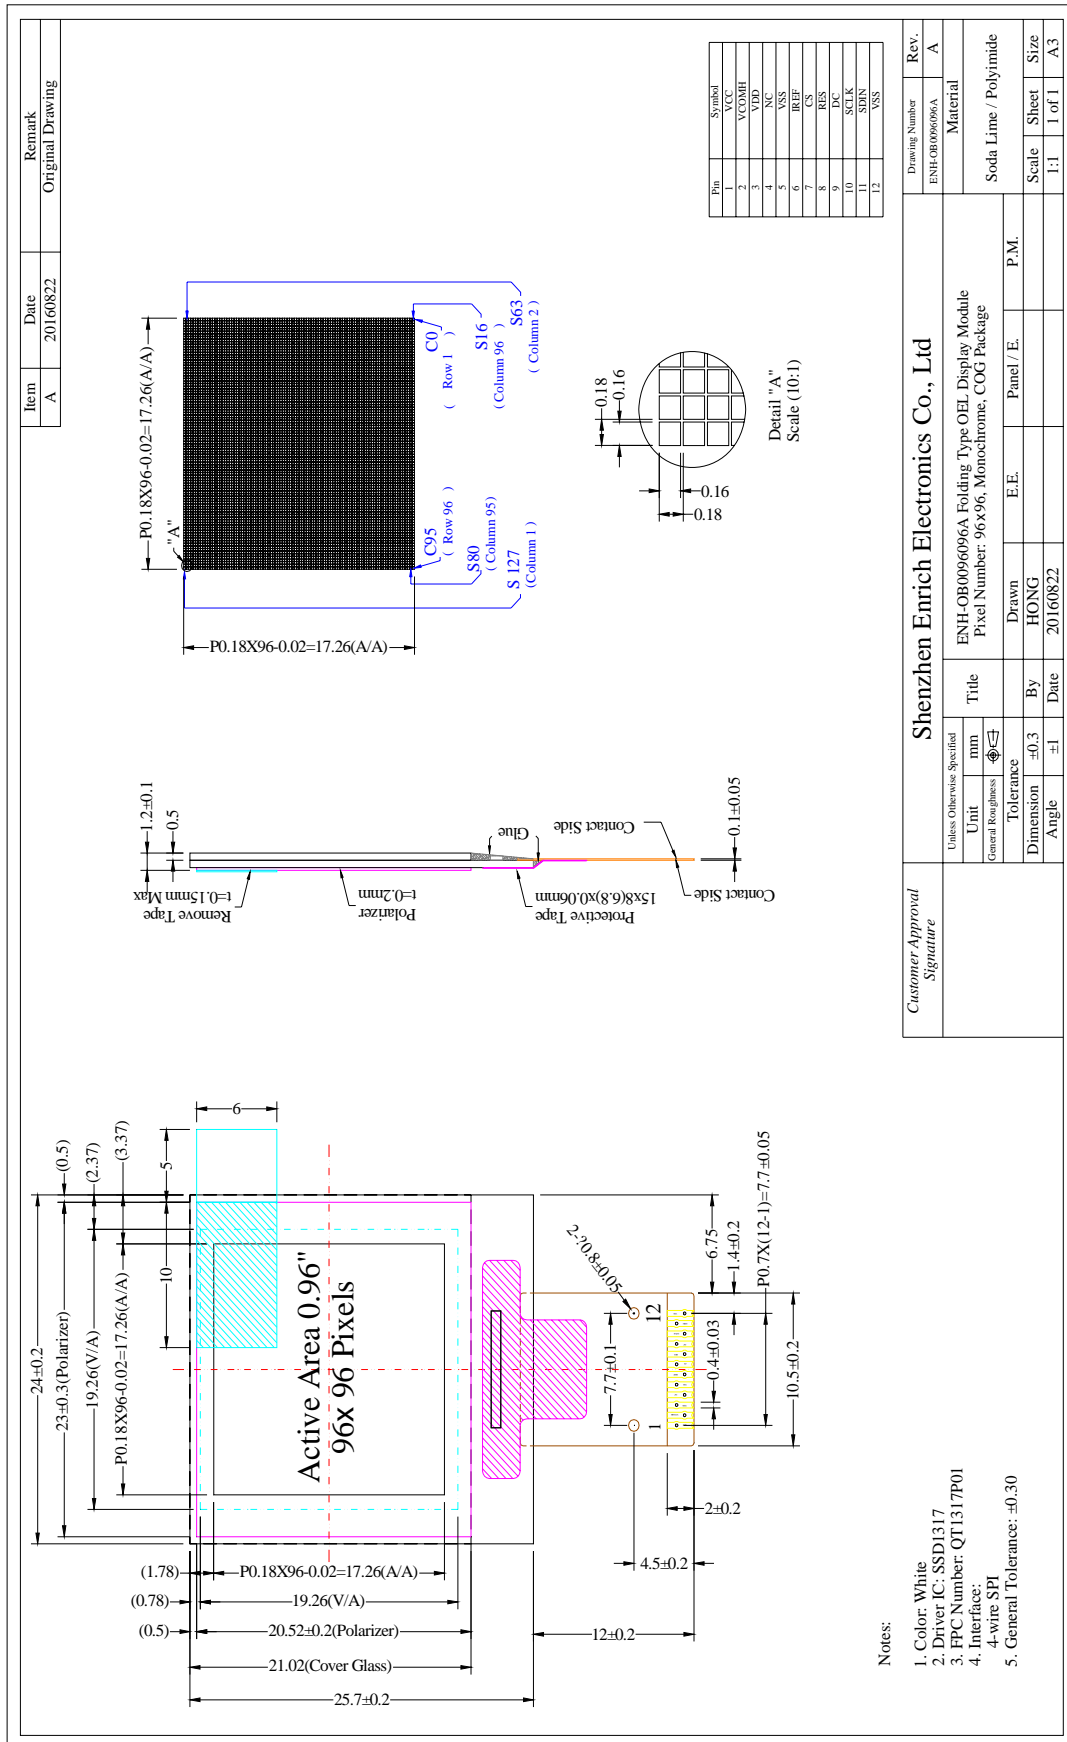 Item Date Remark
A 20160822 Original Drawing
24±0.2
23±0.3(Polarizer)
19.26(V/A)
P0.18X96-0.02=17.26(A/A)
(0.5)
(2.37)
(3.37)
10
5
6
Active Area 0.96"
96x 96 Pixels
(1.78)
P0.18X96-0.02=17.26(A/A)
(0.78)
19.26(V/A)
(0.5)
20.52±0.2(Polarizer)
21.02(Cover Glass)
25.7±0.2
12±0.2
4.5±0.2
2±0.2
7.7±0.1
2-?0.8±0.05
1
12
6.75
1.4±0.2
P0.7X(12-1)=7.7±0.05
0.4±0.03
10.5±0.2
1.2±0.1
0.5
Remove Tape
t=0.15mm Max
Polarizer
t=0.2mm
Protective Tape
15x8(6.8)x0.06mm
Glue
Contact Side
Contact Side
0.1±0.05
P0.18X96-0.02=17.26(A/A)
"A"
P0.18X96-0.02=17.26(A/A)
C95
( Row 96 )
S80
( Column 95)
S 127
(Column 1)
C0
( Row 1 )
S16
(Column 96 )
S63
( Column 2 )
0.18
0.16
0.16
0.18
Detail "A"
Scale (10:1)
Pin Symbol
1 VCC
2 VCOMH
3 VDD
4 NC
5 VSS
6 IREF
7 CS
8 RES
9 DC
10 SCLK
11 SDIN
12 VSS
Notes:
1. Color: White
2. Driver IC: SSD1317
3. FPC Number: QT1317P01
4. Interface:
4-wire SPI
5. General Tolerance: ±0.30
Customer Approval
Signature
Shenzhen Enrich Electronics Co., Ltd
Drawing Number Rev.
ENH-OB0096096A A
Unless Otherwise Specified
Unit mm
General Roughness
Tolerance
Dimension ±0.3
Angle ±1
Title
ENH-OB0096096A Folding Type OEL Display Module
Pixel Number: 96x96, Monochrome, COG Package
Material
Soda Lime / Polyimide
Drawn E.E. Panel / E. P.M.
By HONG
Date 20160822
Scale Sheet Size
1:1 1 of 1 A3